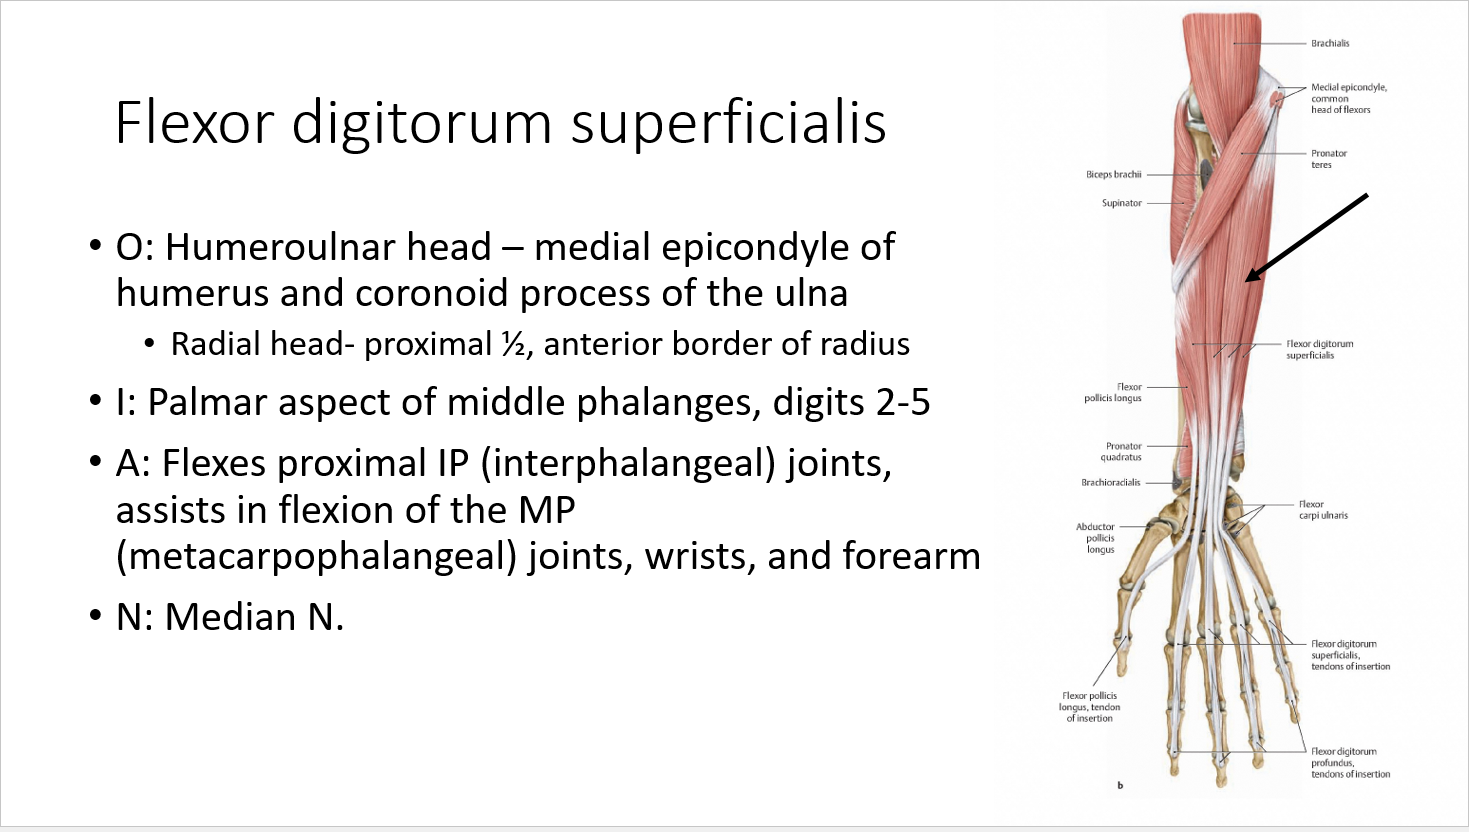 Flexor digitorum superficialis
• O: Humeroulnar head – medial epicondyle of
humerus and coronoid process of the ulna
• Radial head- proximal ½, anterior border of radius
• I: Palmar aspect of middle phalanges, digits 2-5
• A: Flexes proximal IP (interphalangeal) joints,
assists in flexion of the MP
(metacarpophalangeal) joints, wrists, and forearm
• N: Median N.
Brachialis
Medial epicondyle,
common
head of flexors
Pronator
teres
Biceps brachii
Supinator
Flexor digitorum
superficialis
Flexor
pollicis longus
Pronator
quadratus
Brachioradialis
Flexor
carpi ulnaris
Abductor
pollicis
longus
Flexor digitorum
superficialis,
tendons of insertion
Flexor pollicis
longus, tendon
of insertion
Flexor digitorum
profundus,
tendons of insertion
b